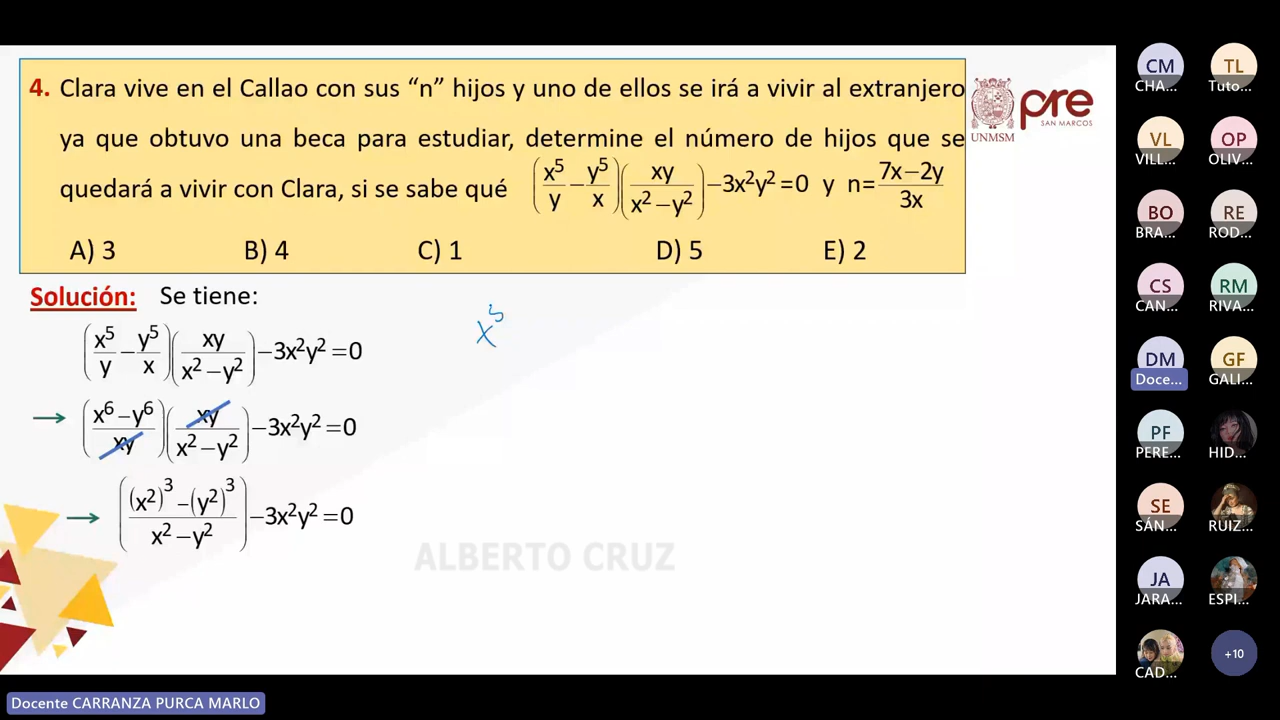 4. Clara vive en el Callao con sus “n” hijos y uno de ellos se irá a vivir al extranjero
ya que obtuvo una beca para estudiar, determine el número de hijos que se
quedará a vivir con Clara, si se sabe qué (x⁵/y − y⁵/x)(xy/(x²−y²)) −3x²y²=0 y n=(7x−2y)/3x
A) 3 B) 4 C) 1 D) 5 E) 2
UNMSM pre
SAN MARCOS
Solución: Se tiene:
(x⁵/y − y⁵/x)(xy/(x²−y²)) −3x²y²=0
x⁵
→ ((x⁶−y⁶)/xy)(xy/(x²−y²)) −3x²y²=0
→ (((x²)³−(y²)³)/(x²−y²)) −3x²y²=0
ALBERTO CRUZ
CM TL
CHA... Tuto...
VL OP
VILL... OLIV...
BO RE
BRA... ROD...
CS RM
CAN... RIVA...
DM GF
Doce... GALI...
PF
PERE... HID...
SE
SÁN... RUIZ...
JA
JARA... ESPI...
+10
CAD...
Docente CARRANZA PURCA MARLO